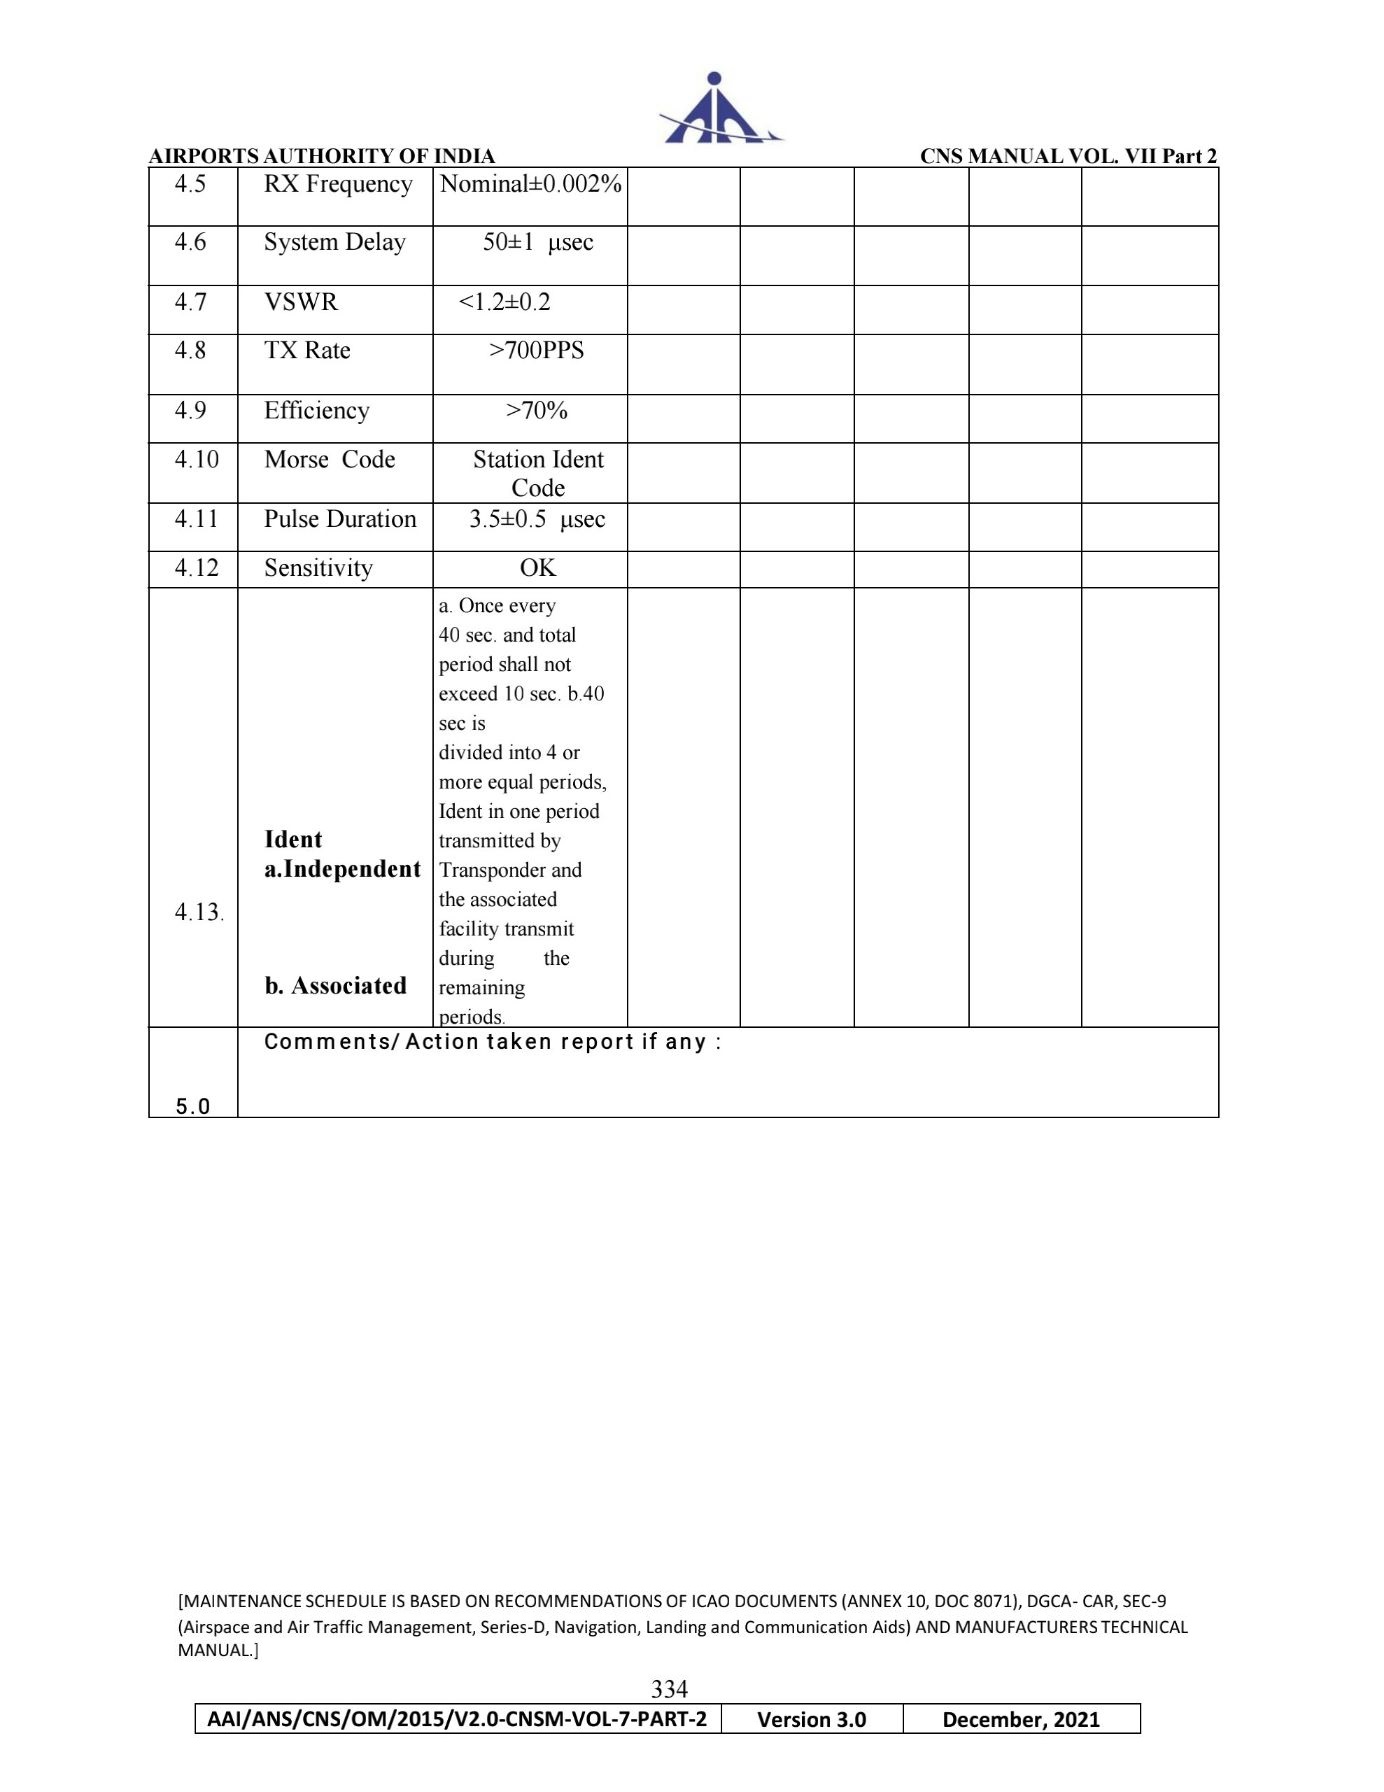 AIRPORTS AUTHORITY OF INDIA CNS MANUAL VOL. VII Part 2
4.5 RX Frequency Nominal±0.002%
4.6 System Delay 50±1 µsec
4.7 VSWR <1.2±0.2
4.8 TX Rate >700PPS
4.9 Efficiency >70%
4.10 Morse Code Station Ident
Code
4.11 Pulse Duration 3.5±0.5 µsec
4.12 Sensitivity OK
4.13.
Ident
a.Independent
b. Associated
a. Once every
40 sec. and total
period shall not
exceed 10 sec. b.40
sec is
divided into 4 or
more equal periods,
Ident in one period
transmitted by
Transponder and
the associated
facility transmit
during the
remaining
periods.
5.0
Comments/ Action taken report if any :
[MAINTENANCE SCHEDULE IS BASED ON RECOMMENDATIONS OF ICAO DOCUMENTS (ANNEX 10, DOC 8071), DGCA- CAR, SEC-9
(Airspace and Air Traffic Management, Series-D, Navigation, Landing and Communication Aids) AND MANUFACTURERS TECHNICAL
MANUAL.]
334
AAI/ANS/CNS/OM/2015/V2.0-CNSM-VOL-7-PART-2 Version 3.0 December, 2021